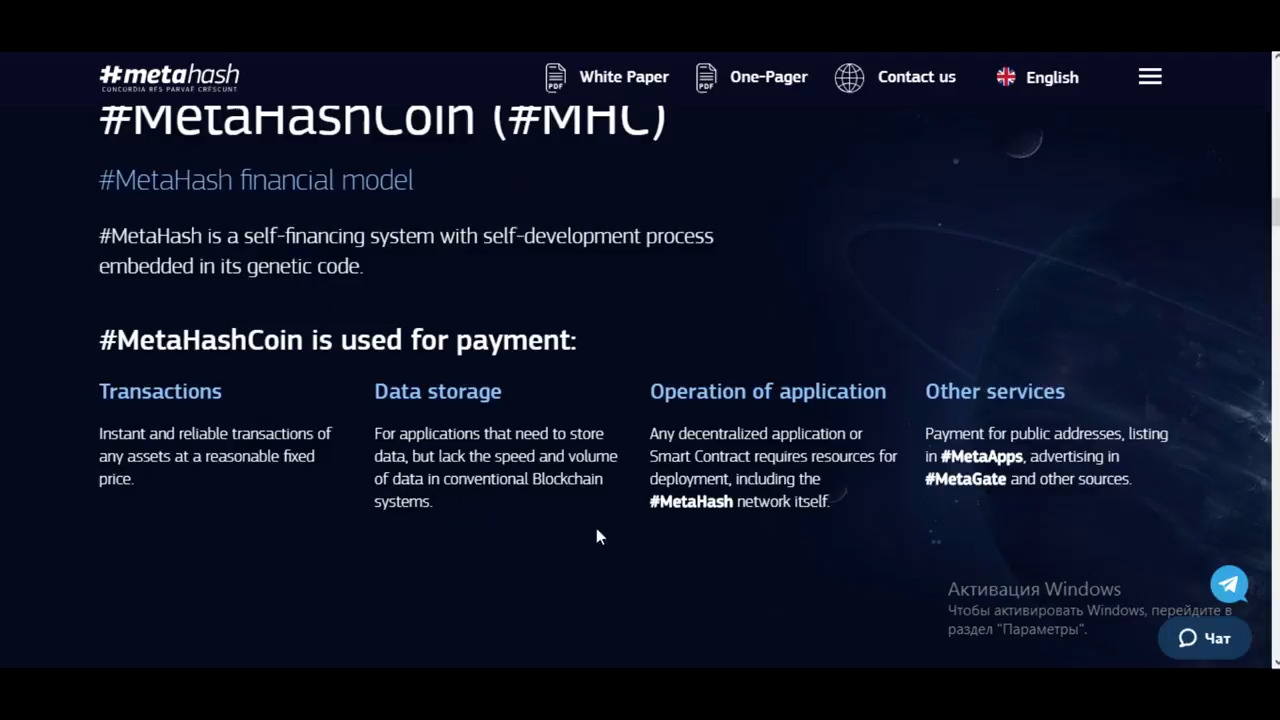 #metahash
CONCORDIA RES PARVAE CRESCUNT
PDF
White Paper
PDF
One-Pager
Contact us
English
#MetaHashCoin (#MHC)
#MetaHash financial model
#MetaHash is a self-financing system with self-development process
embedded in its genetic code.
#MetaHashCoin is used for payment:
Transactions
Instant and reliable transactions of
any assets at a reasonable fixed
price.
Data storage
For applications that need to store
data, but lack the speed and volume
of data in conventional Blockchain
systems.
Operation of application
Any decentralized application or
Smart Contract requires resources for
deployment, including the
#MetaHash network itself.
Other services
Payment for public addresses, listing
in #MetaApps, advertising in
#MetaGate and other sources.
Активация Windows
Чтобы активировать Windows, перейдите в
раздел "Параметры".
Чат